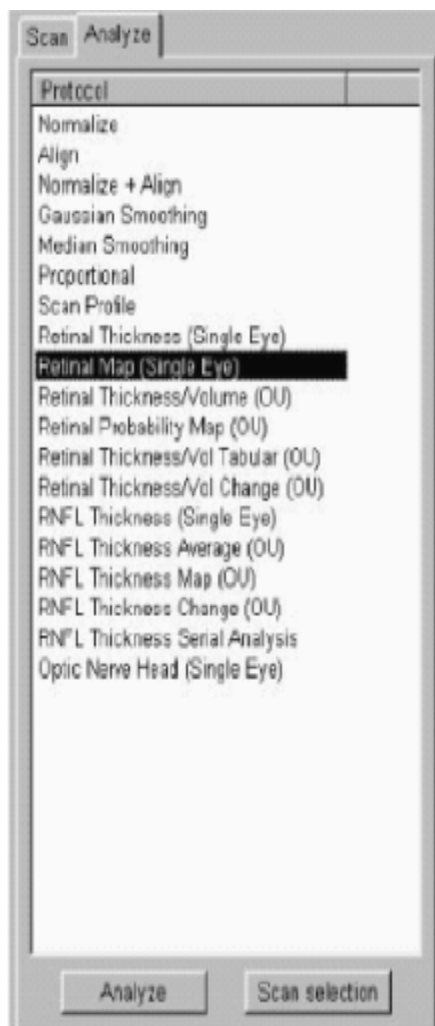 Scan Analyze
Protocol
Normalize
Align
Normalize + Align
Gaussian Smoothing
Median Smoothing
Proportional
Scan Profile
Retinal Thickness (Single Eye)
Retinal Map (Single Eye)
Retinal Thickness/Volume (OU)
Retinal Probability Map (OU)
Retinal Thickness/Vol Tabular (OU)
Retinal Thickness/Vol Change (OU)
RNFL Thickness (Single Eye)
RNFL Thickness Average (OU)
RNFL Thickness Map (OU)
RNFL Thickness Change (OU)
RNFL Thickness Serial Analysis
Optic Nerve Head (Single Eye)
Analyze Scan selection